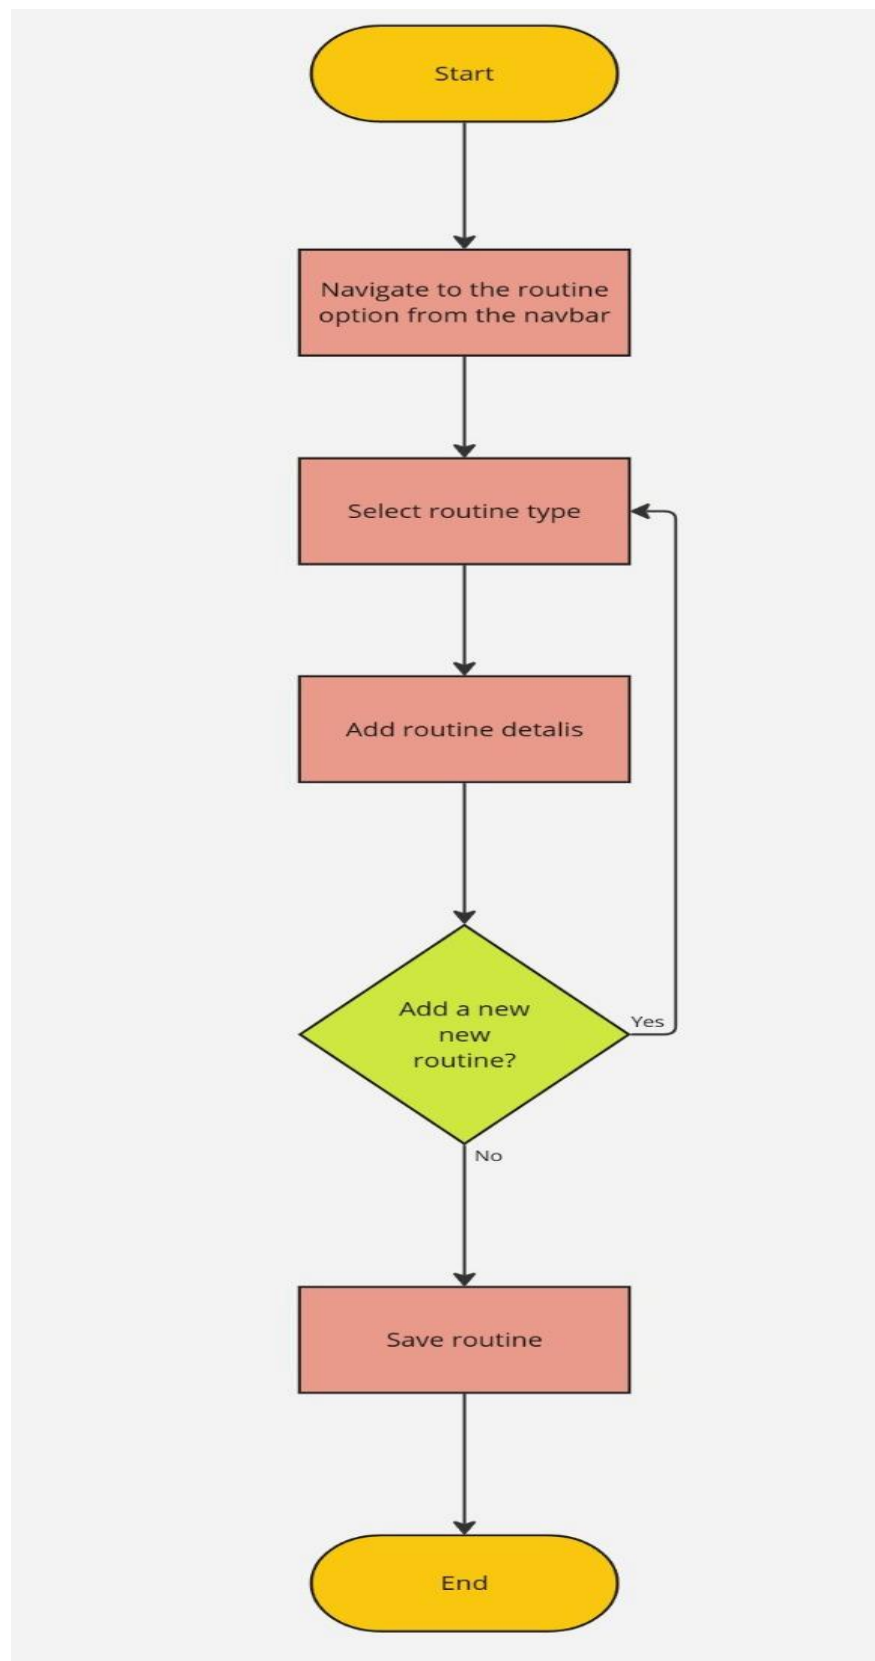 Start
Navigate to the routine
option from the navbar
Select routine type
Add routine detalis
Add a new
new
routine?
Yes
No
Save routine
End